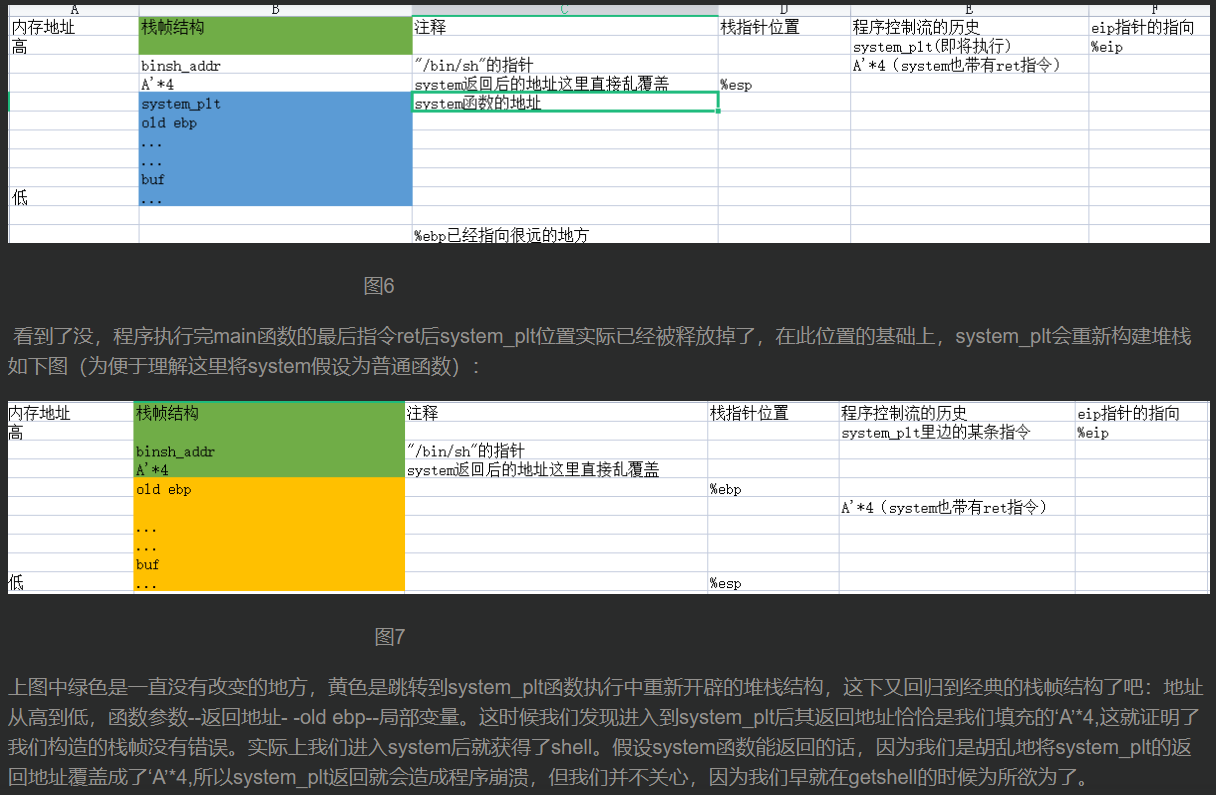 A B C D E F
内存地址 栈帧结构 注释 栈指针位置 程序控制流的历史 eip指针的指向
高 system_plt(即将执行) %eip
binsh_addr "/bin/sh"的指针 A'*4（system也带有ret指令）
A'*4 system返回后的地址这里直接乱覆盖 %esp
system_plt system函数的地址
old ebp
...
...
buf
低 ...
%ebp已经指向很远的地方
图6
看到了没，程序执行完main函数的最后指令ret后system_plt位置实际已经被释放掉了，在此位置的基础上，system_plt会重新构建堆栈
如下图（为便于理解这里将system假设为普通函数）：
内存地址 栈帧结构 注释 栈指针位置 程序控制流的历史 eip指针的指向
高 system_plt里边的某条指令 %eip
binsh_addr "/bin/sh"的指针
A'*4 system返回后的地址这里直接乱覆盖
old ebp %ebp
A'*4（system也带有ret指令）
...
...
buf
低 ... %esp
图7
上图中绿色是一直没有改变的地方，黄色是跳转到system_plt函数执行中重新开辟的堆栈结构，这下又回归到经典的栈帧结构了吧：地址
从高到低，函数参数--返回地址- -old ebp--局部变量。这时候我们发现进入到system_plt后其返回地址恰恰是我们填充的‘A’*4,这就证明了
我们构造的栈帧没有错误。实际上我们进入system后就获得了shell。假设system函数能返回的话，因为我们是胡乱地将system_plt的返
回地址覆盖成了‘A’*4,所以system_plt返回就会造成程序崩溃，但我们并不关心，因为我们早就在getshell的时候为所欲为了。